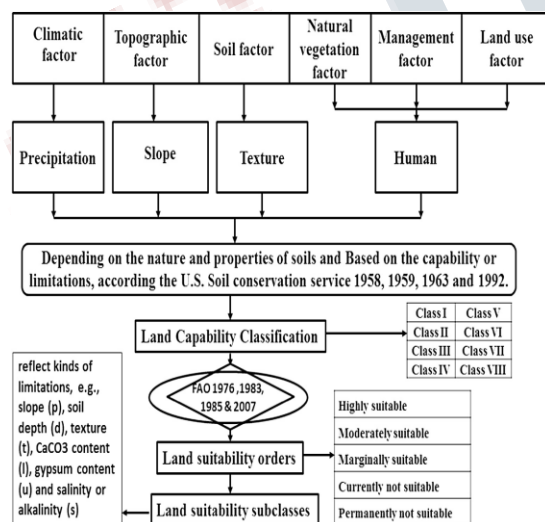 Climatic
factor
Topographic
factor
Soil factor
Natural
vegetation
factor
Management
factor
Land use
factor
Precipitation
Slope
Texture
Human
Depending on the nature and properties of soils and Based on the capability or
limitations, according the U.S. Soil conservation service 1958, 1959, 1963 and 1992.
Land Capability Classification
Class I Class V
Class II Class VI
Class III Class VII
Class IV Class VIII
FAO 1976 ,1983,
1985 & 2007
reflect kinds of
limitations, e.g.,
slope (p), soil
depth (d), texture
(t), CaCO3 content
(l), gypsum content
(u) and salinity or
alkalinity (s)
Land suitability orders
Highly suitable
Moderately suitable
Marginally suitable
Currently not suitable
Permanently not suitable
Land suitability subclasses